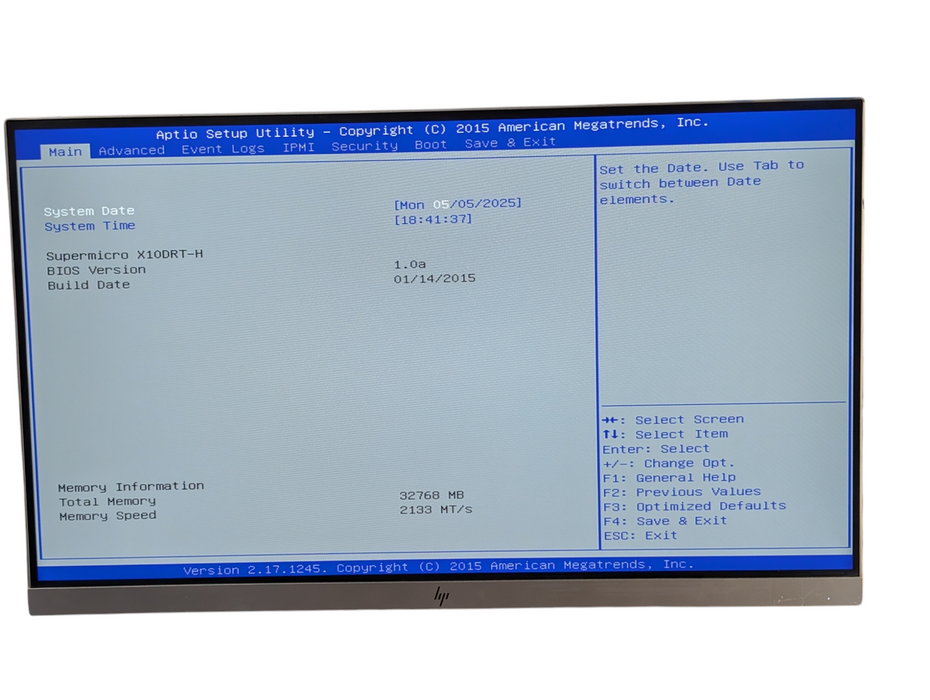 Aptio Setup Utility – Copyright (C) 2015 American Megatrends, Inc.
Main Advanced Event Logs IPMI Security Boot Save & Exit
System Date [Mon 05/05/2025]
System Time [18:41:37]
Supermicro X10DRT-H
BIOS Version 1.0a
Build Date 01/14/2015
Memory Information
Total Memory 32768 MB
Memory Speed 2133 MT/s
Set the Date. Use Tab to
switch between Date
elements.
→←: Select Screen
↑↓: Select Item
Enter: Select
+/-: Change Opt.
F1: General Help
F2: Previous Values
F3: Optimized Defaults
F4: Save & Exit
ESC: Exit
Version 2.17.1245. Copyright (C) 2015 American Megatrends, Inc.
hp